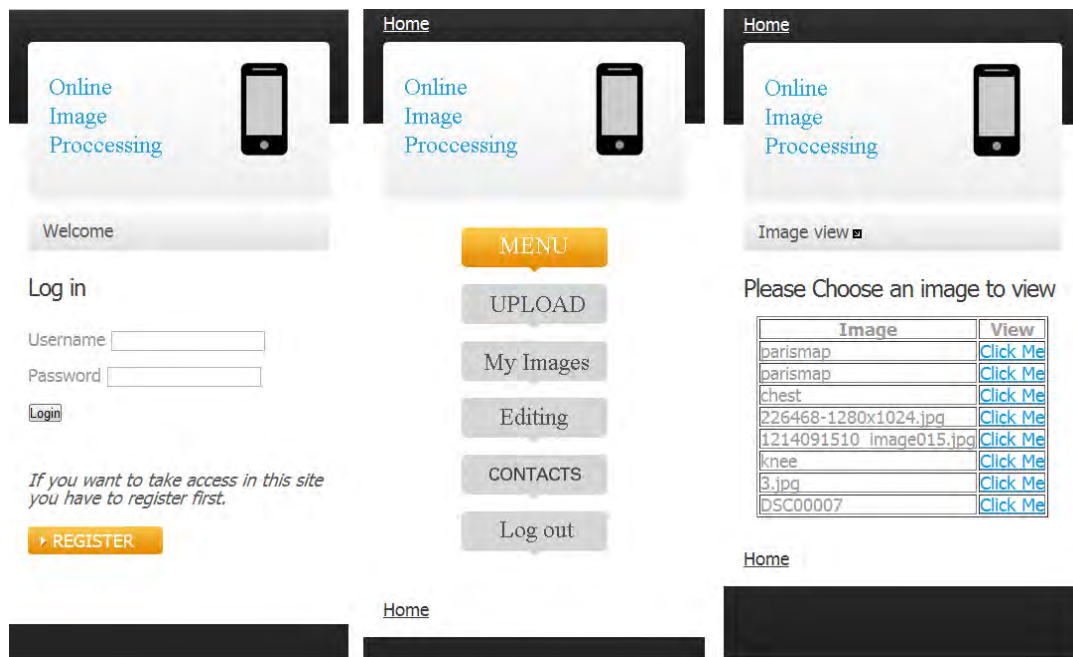 Online
Image
Proccessing
Welcome
Log in
Username
Password
Login
If you want to take access in this site
you have to register first.
REGISTER
Home
Online
Image
Proccessing
MENU
UPLOAD
My Images
Editing
CONTACTS
Log out
Home
Home
Online
Image
Proccessing
Image view
Please Choose an image to view
Image View
parismap Click Me
parismap Click Me
chest Click Me
226468-1280x1024.jpg Click Me
1214091510_image015.jpg Click Me
knee Click Me
3.jpg Click Me
DSC00007 Click Me
Home